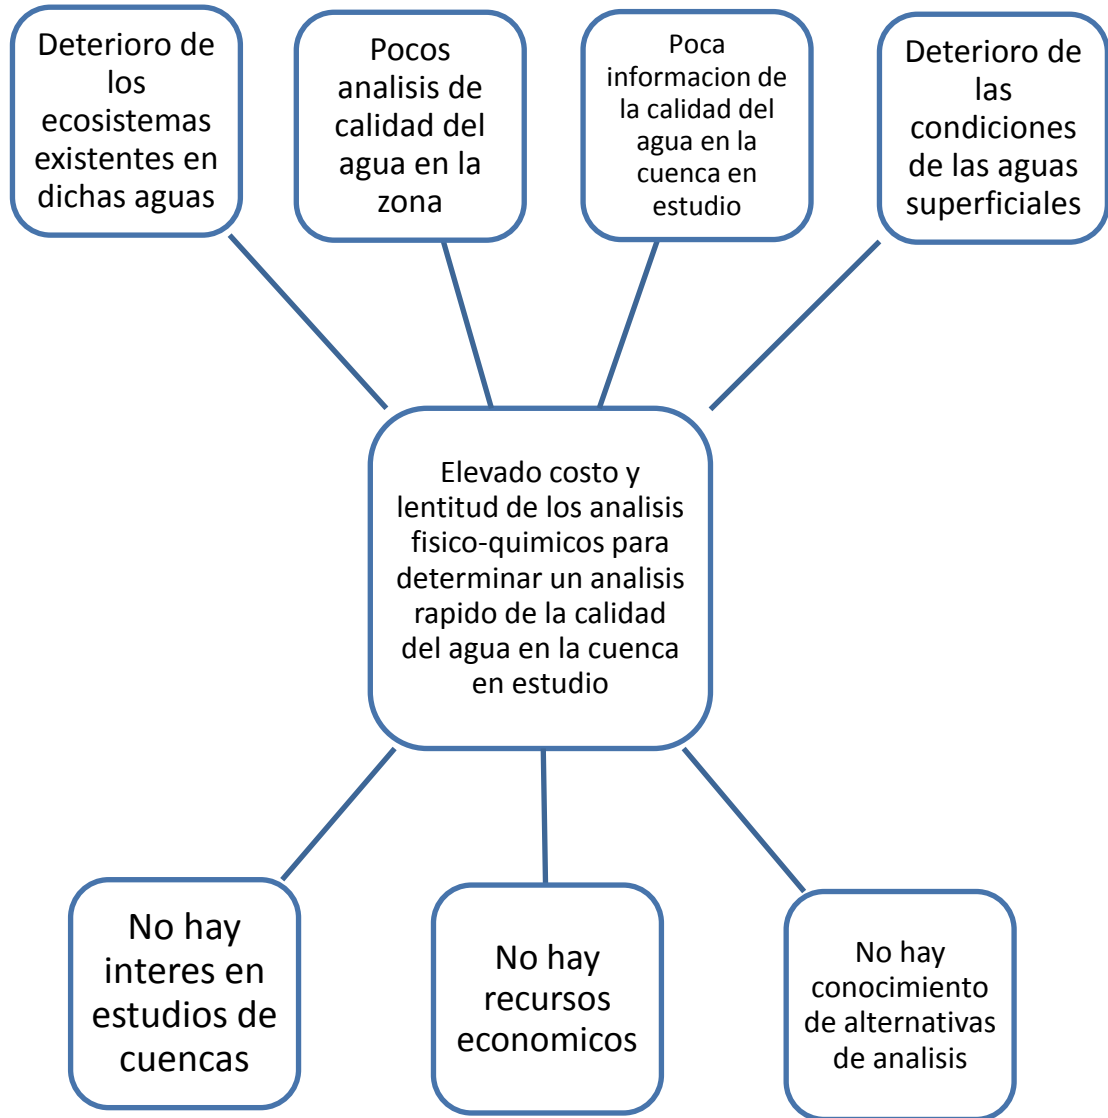 Deterioro de
los
ecosistemas
existentes en
dichas aguas
Pocos
analisis de
calidad del
agua en la
zona
Poca
informacion de
la calidad del
agua en la
cuenca en
estudio
Deterioro de
las
condiciones
de las aguas
superficiales
Elevado costo y
lentitud de los analisis
fisico-quimicos para
determinar un analisis
rapido de la calidad
del agua en la cuenca
en estudio
No hay
interes en
estudios de
cuencas
No hay
recursos
economicos
No hay
conocimiento
de alternativas
de analisis